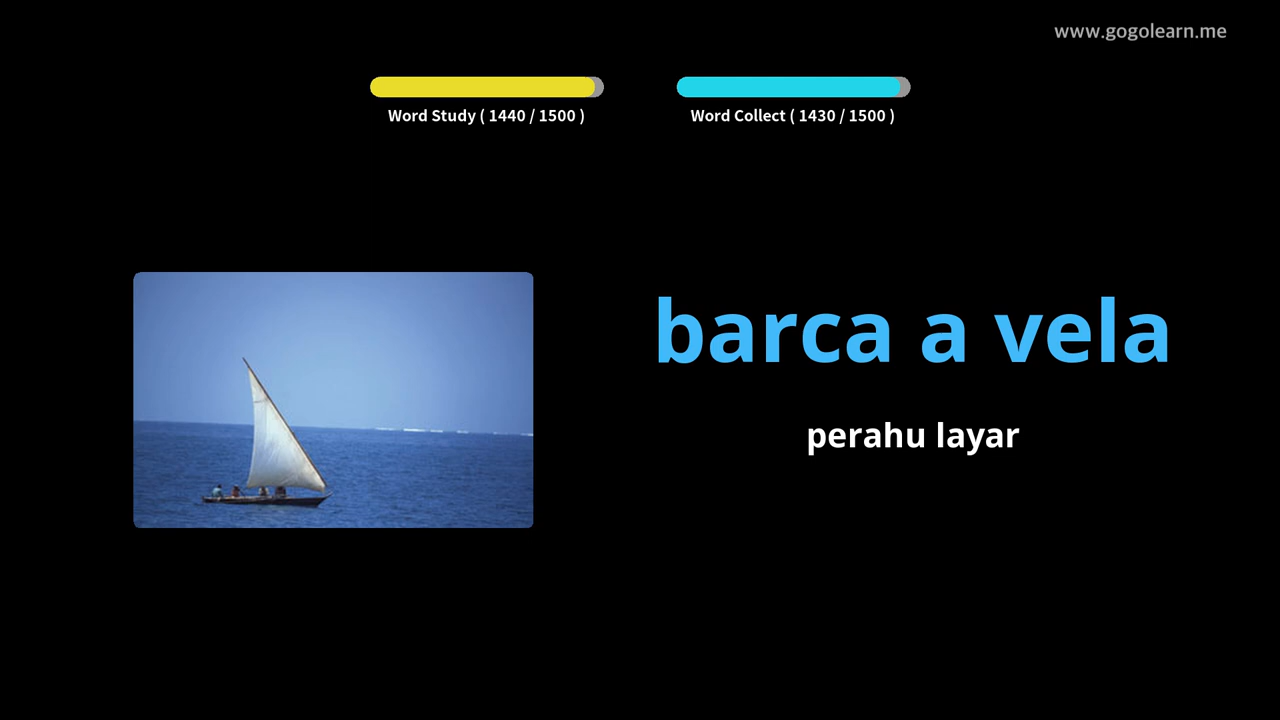 www.gogolearn.me
Word Study ( 1440 / 1500 )
Word Collect ( 1430 / 1500 )
barca a vela
perahu layar